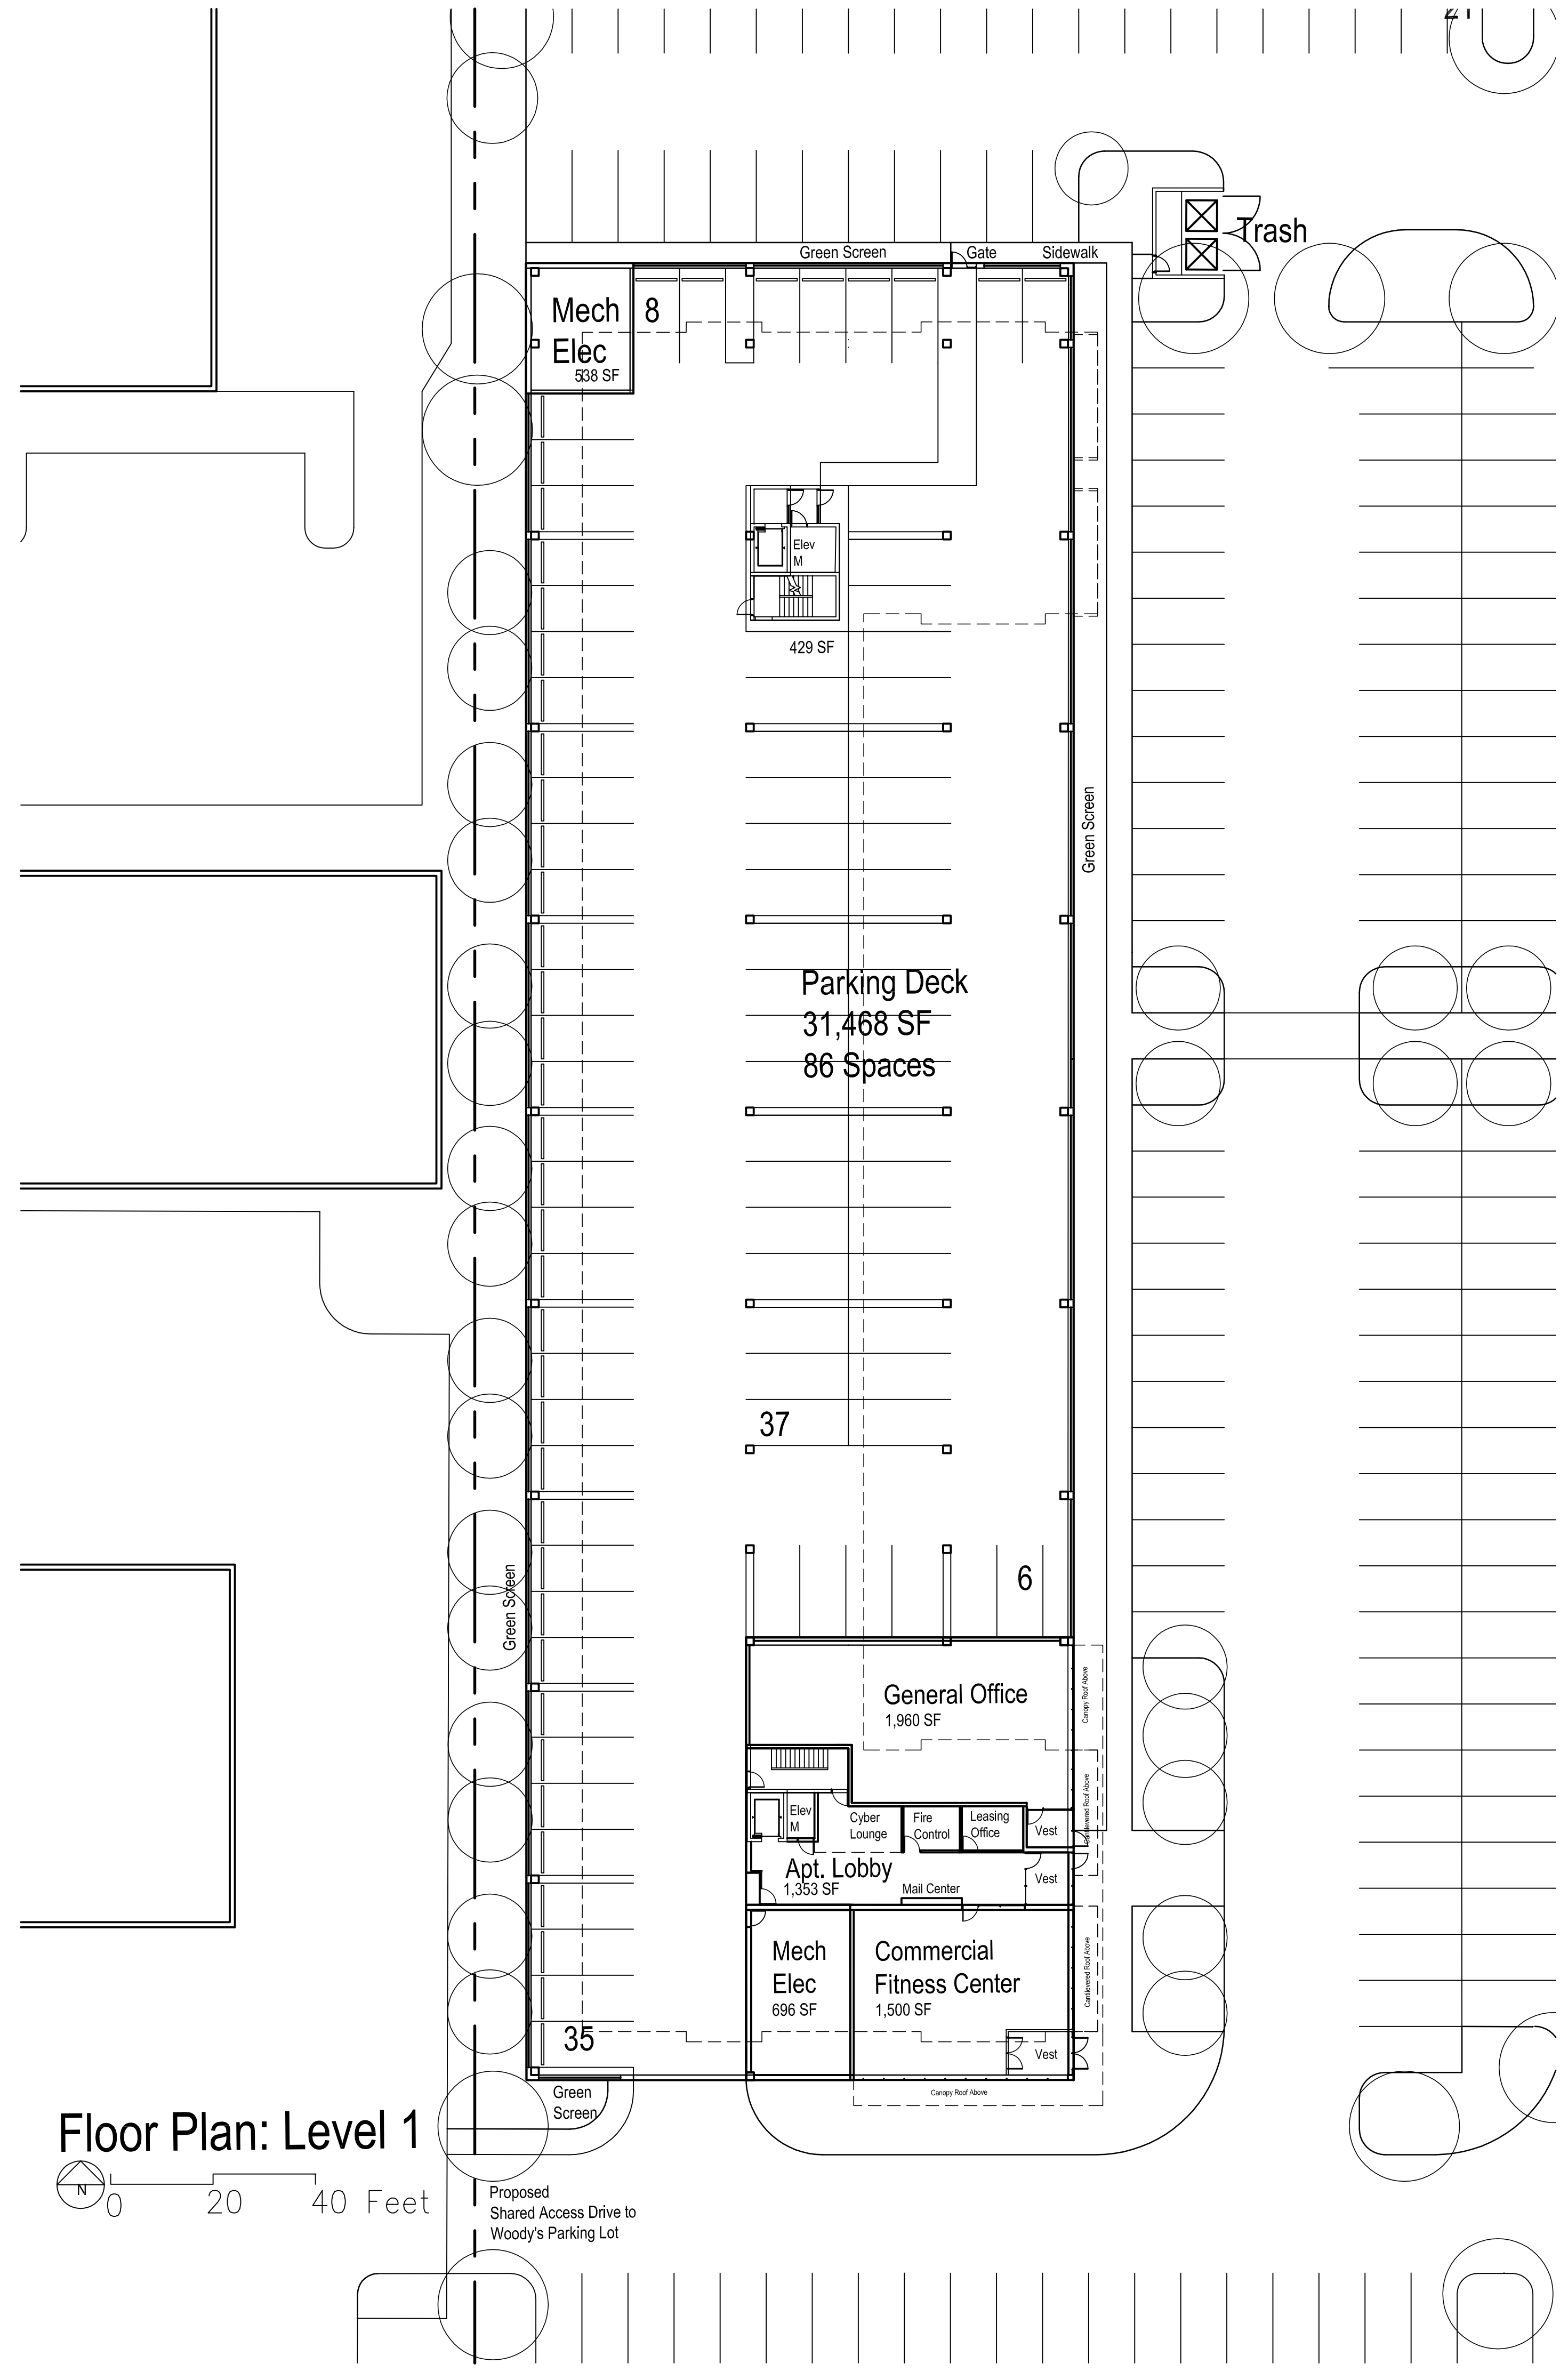 21
Trash
Green Screen
Gate
Sidewalk
Mech
Elec
538 SF
8
Elev
M
429 SF
Green Screen
Parking Deck
31,468 SF
86 Spaces
37
6
Green Screen
General Office
1,960 SF
Canopy Roof Above
Cantilevered Roof Above
Elev
M
Cyber
Lounge
Fire
Control
Leasing
Office
Vest
Apt. Lobby
1,353 SF
Mail Center
Vest
Mech
Elec
696 SF
Commercial
Fitness Center
1,500 SF
Cantilevered Roof Above
Vest
35
Green
Screen
Canopy Roof Above
Floor Plan: Level 1
N
0 20 40 Feet
Proposed
Shared Access Drive to
Woody's Parking Lot